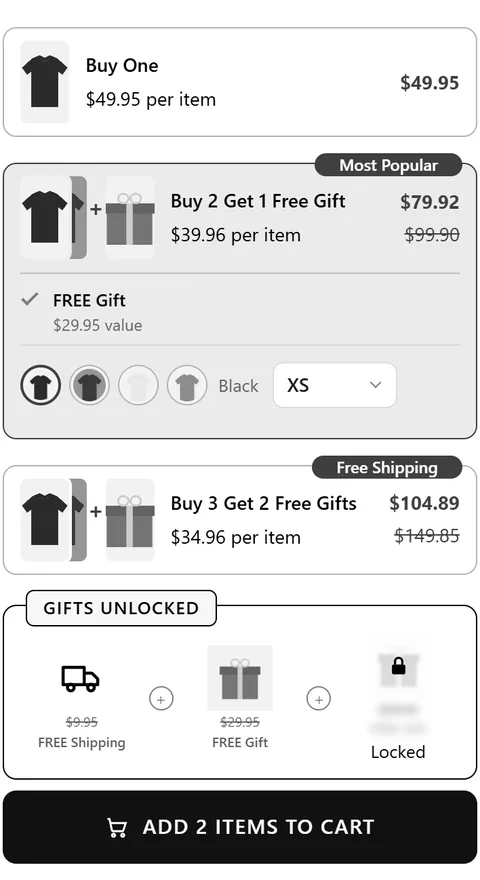 Buy One
$49.95 per item
$49.95
Most Popular
Buy 2 Get 1 Free Gift
$79.92
$39.96 per item
$99.90
+
FREE Gift
$29.95 value
Black
XS
Free Shipping
Buy 3 Get 2 Free Gifts
$104.89
$34.96 per item
$149.85
+
GIFTS UNLOCKED
$9.95
FREE Shipping
+
$29.95
FREE Gift
+
Locked
ADD 2 ITEMS TO CART